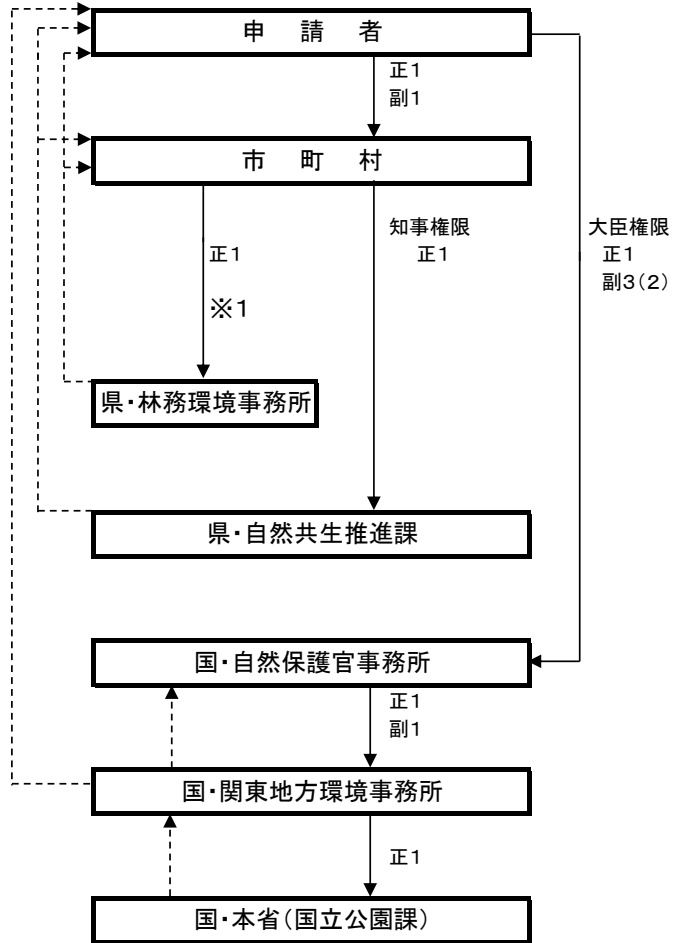 申　請　者
正1
副1
市　町　村
正1
※1
知事権限
正1
大臣権限
正1
副3(2)
県・林務環境事務所
県・自然共生推進課
国・自然保護官事務所
正1
副1
国・関東地方環境事務所
正1
国・本省(国立公園課)